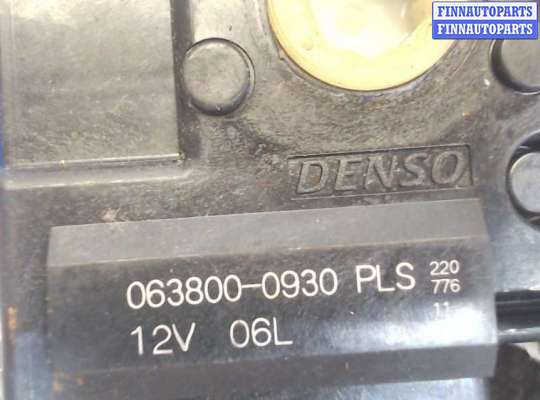 FINNAUTOPARTS
FINNAUTOPARTS
DENSO
063800-0930 PLS 220
776
11
12V 06L